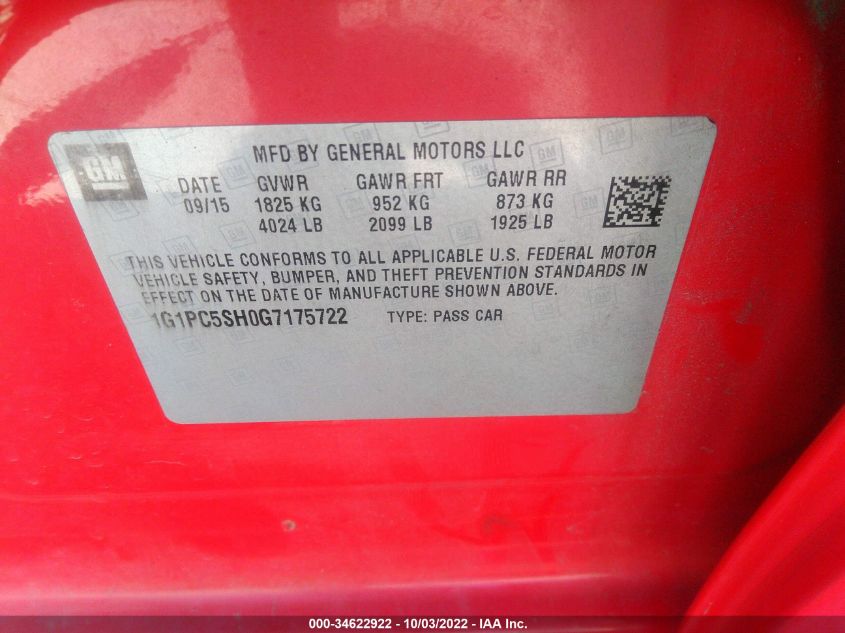 GM
MFD BY GENERAL MOTORS LLC
DATE GVWR GAWR FRT GAWR RR
09/15 1825 KG 952 KG 873 KG
4024 LB 2099 LB 1925 LB
THIS VEHICLE CONFORMS TO ALL APPLICABLE U.S. FEDERAL MOTOR
VEHICLE SAFETY, BUMPER, AND THEFT PREVENTION STANDARDS IN
EFFECT ON THE DATE OF MANUFACTURE SHOWN ABOVE.
1G1PC5SH0G7175722 TYPE: PASS CAR
000-34622922 - 10/03/2022 - IAA Inc.